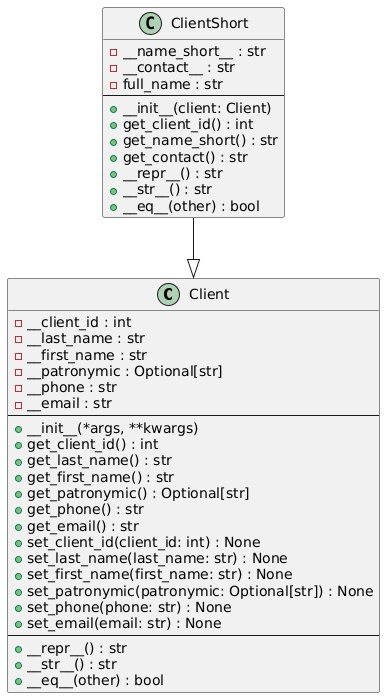 C ClientShort
__name_short__ : str
__contact__ : str
full_name : str
__init__(client: Client)
get_client_id() : int
get_name_short() : str
get_contact() : str
__repr__() : str
__str__() : str
__eq__(other) : bool
C Client
__client_id : int
__last_name : str
__first_name : str
__patronymic : Optional[str]
__phone : str
__email : str
__init__(*args, **kwargs)
get_client_id() : int
get_last_name() : str
get_first_name() : str
get_patronymic() : Optional[str]
get_phone() : str
get_email() : str
set_client_id(client_id: int) : None
set_last_name(last_name: str) : None
set_first_name(first_name: str) : None
set_patronymic(patronymic: Optional[str]) : None
set_phone(phone: str) : None
set_email(email: str) : None
__repr__() : str
__str__() : str
__eq__(other) : bool